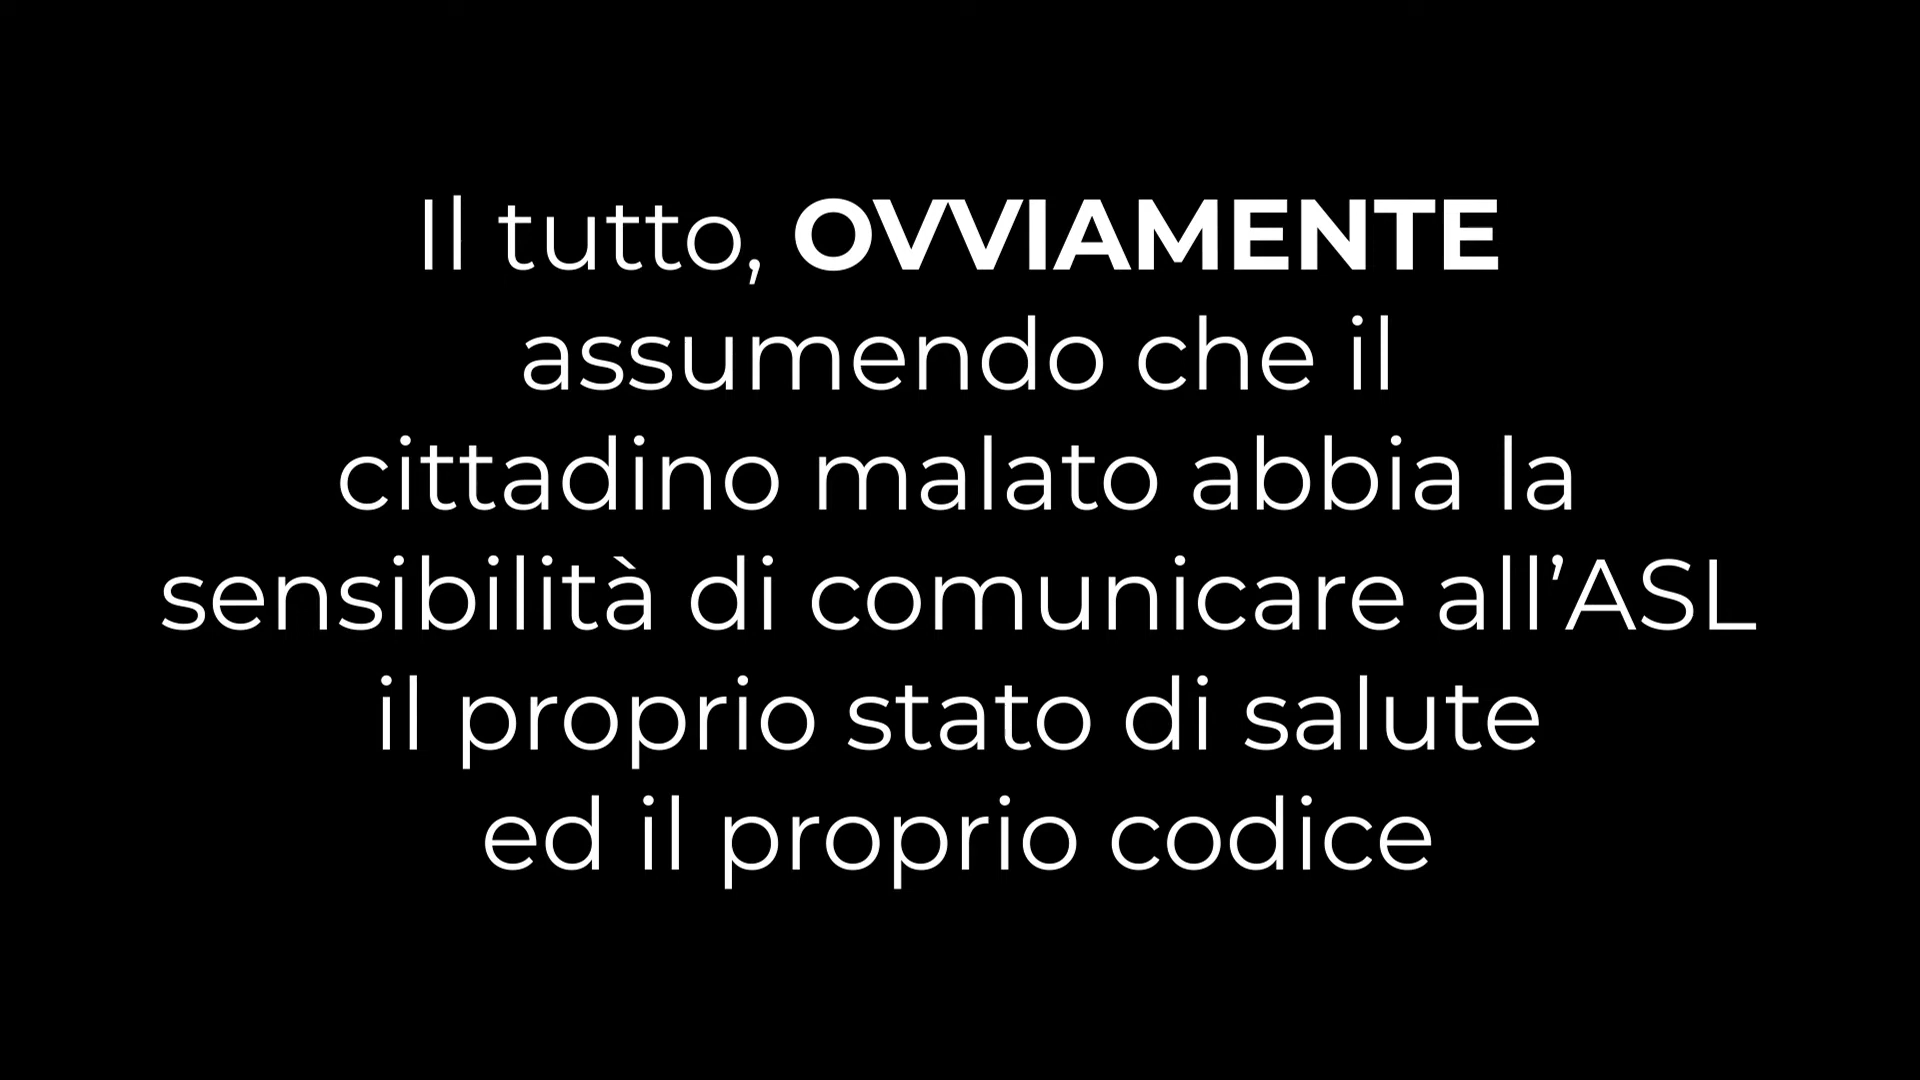 Il tutto, OVVIAMENTE
assumendo che il
cittadino malato abbia la
sensibilità di comunicare all’ASL
il proprio stato di salute
ed il proprio codice